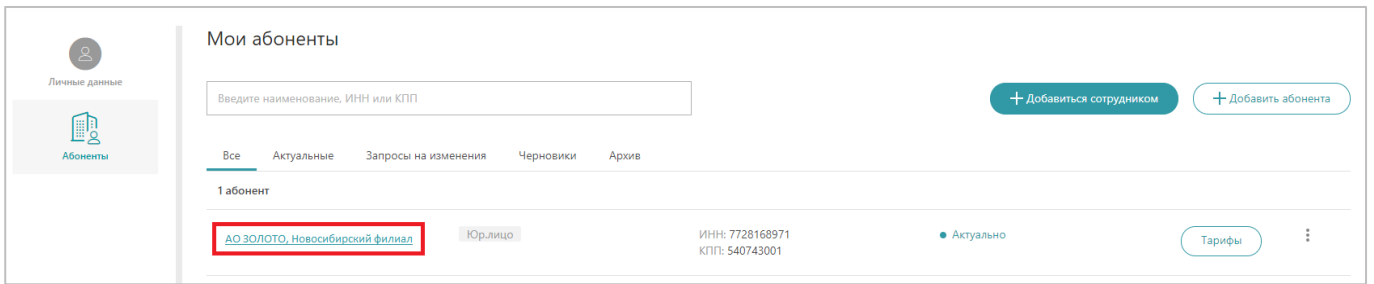 Мои абоненты
Личные данные
Абоненты
Введите наименование, ИНН или КПП
+ Добавиться сотрудником
+ Добавить абонента
Все Актуальные Запросы на изменения Черновики Архив
1 абонент
АО ЗОЛОТО, Новосибирский филиал Юр.лицо ИНН: 7728168971 Актуально Тарифы
КПП: 540743001